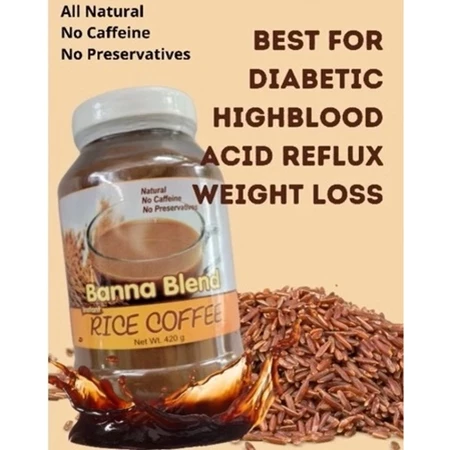 All Natural
No Caffeine
No Preservatives
BEST FOR
DIABETIC
HIGHBLOOD
ACID REFLUX
WEIGHT LOSS
Natural
No Caffeine
No Preservatives
Banna Blend
RICE COFFEE
Net Wt. 420 g